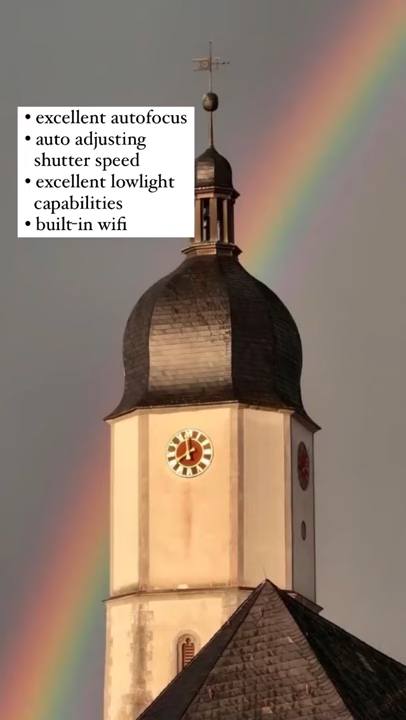 • excellent autofocus
• auto adjusting
shutter speed
• excellent lowlight
capabilities
• built-in wifi